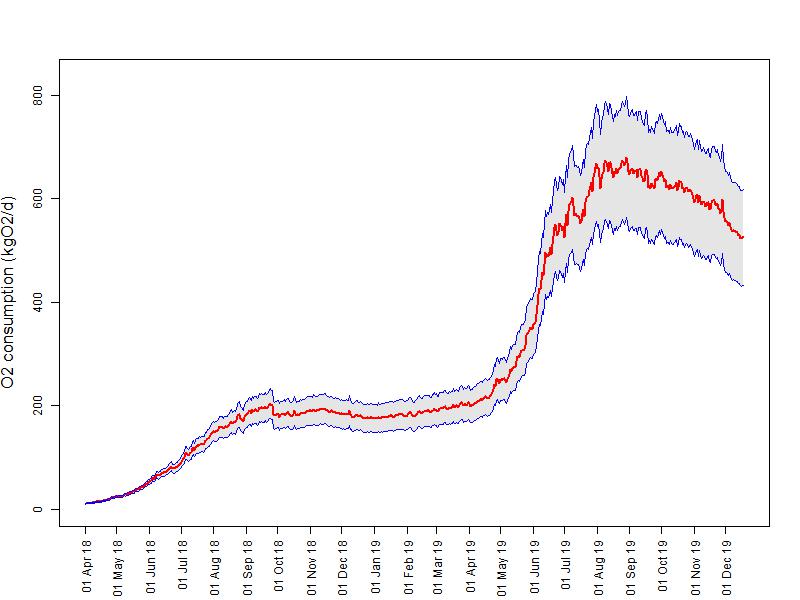 O2 consumption (kgO2/d)
800
600
400
200
0
01 Apr 18
01 May 18
01 Jun 18
01 Jul 18
01 Aug 18
01 Sep 18
01 Oct 18
01 Nov 18
01 Dec 18
01 Jan 19
01 Feb 19
01 Mar 19
01 Apr 19
01 May 19
01 Jun 19
01 Jul 19
01 Aug 19
01 Sep 19
01 Oct 19
01 Nov 19
01 Dec 19